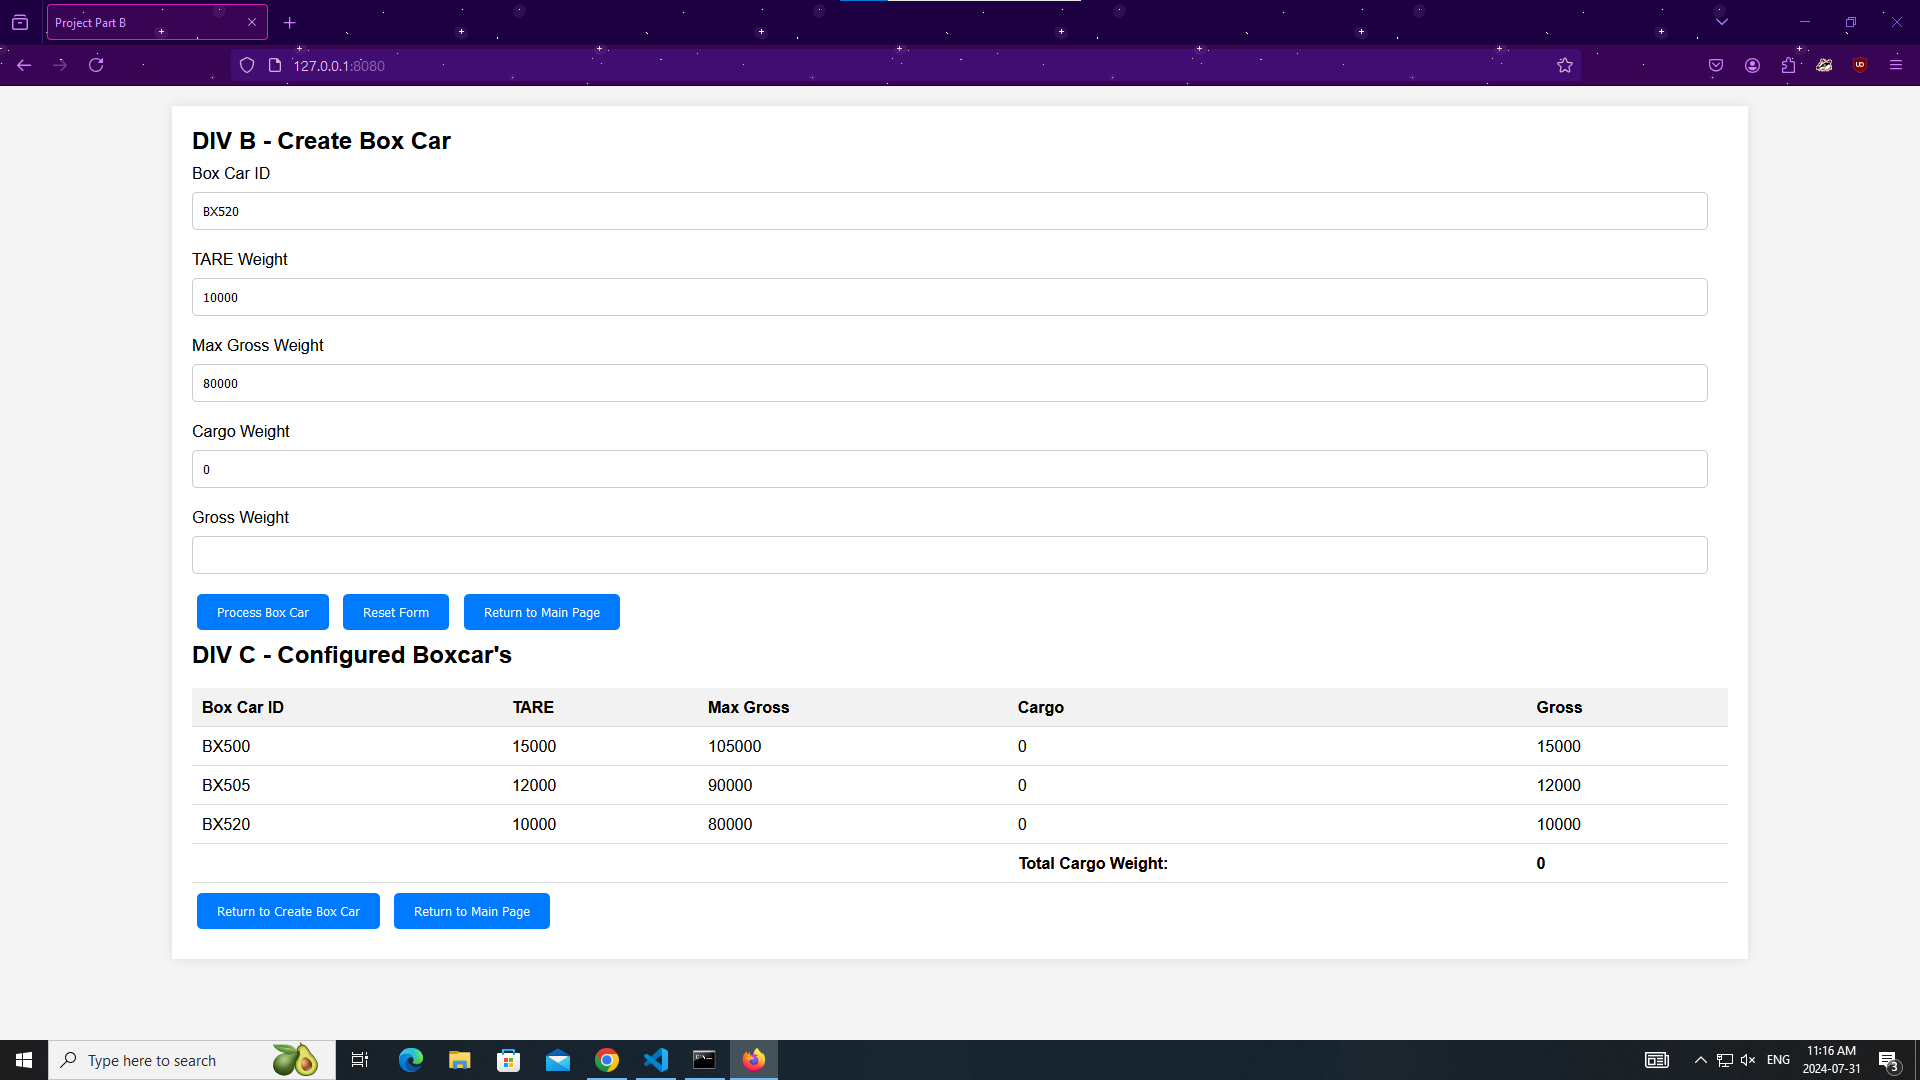 Project Part B
127.0.0.1:8080
DIV B - Create Box Car
Box Car ID
BX520
TARE Weight
10000
Max Gross Weight
80000
Cargo Weight
0
Gross Weight
Process Box Car Reset Form Return to Main Page
DIV C - Configured Boxcar's
Box Car ID TARE Max Gross Cargo Gross
BX500 15000 105000 0 15000
BX505 12000 90000 0 12000
BX520 10000 80000 0 10000
Total Cargo Weight: 0
Return to Create Box Car Return to Main Page
Type here to search
ENG
11:16 AM
2024-07-31
3